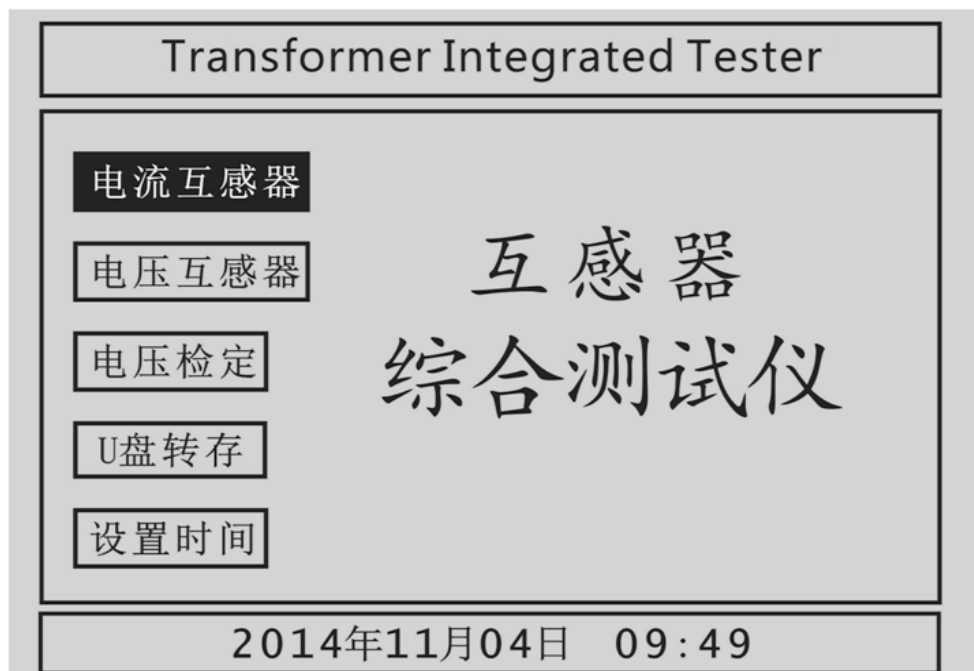 Transformer Integrated Tester
电流互感器
电压互感器
电压检定
U盘转存
设置时间
互感器
综合测试仪
2014年11月04日 09:49